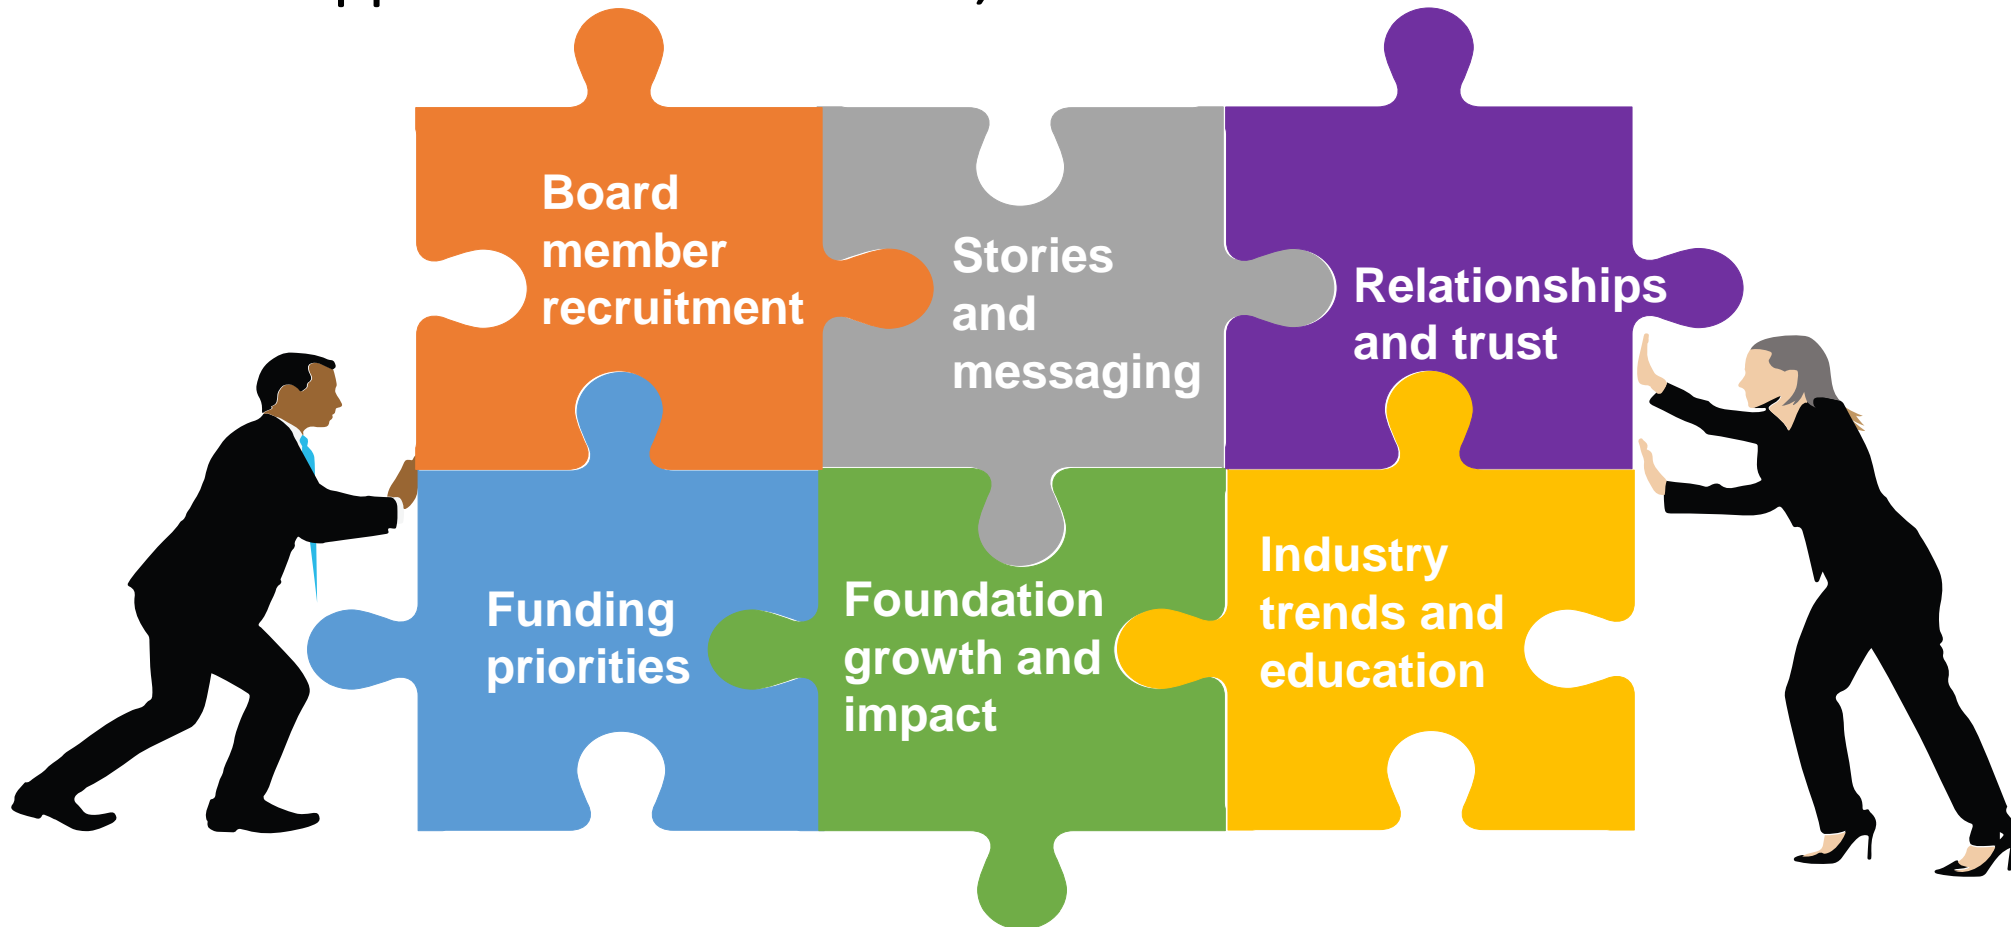 Board
member
recruitment
Stories
and
messaging
Relationships
and trust
Funding
priorities
Foundation
growth and
impact
Industry
trends and
education